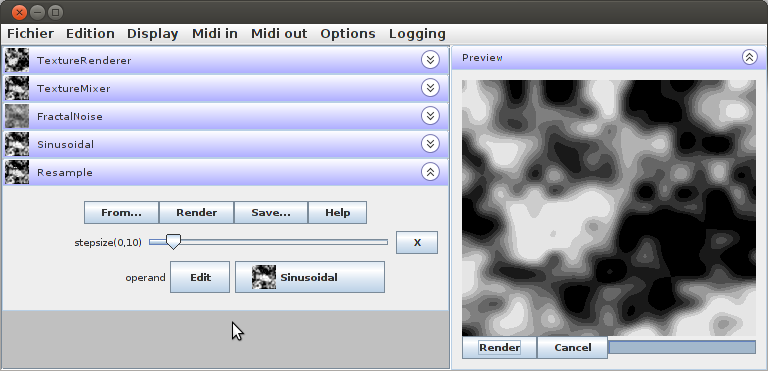 Fichier Edition Display Midi in Midi out Options Logging
TextureRenderer
TextureMixer
FractalNoise
Sinusoidal
Resample
From... Render Save... Help
stepsize(0,10) X
operand Edit Sinusoidal
Preview
Render Cancel